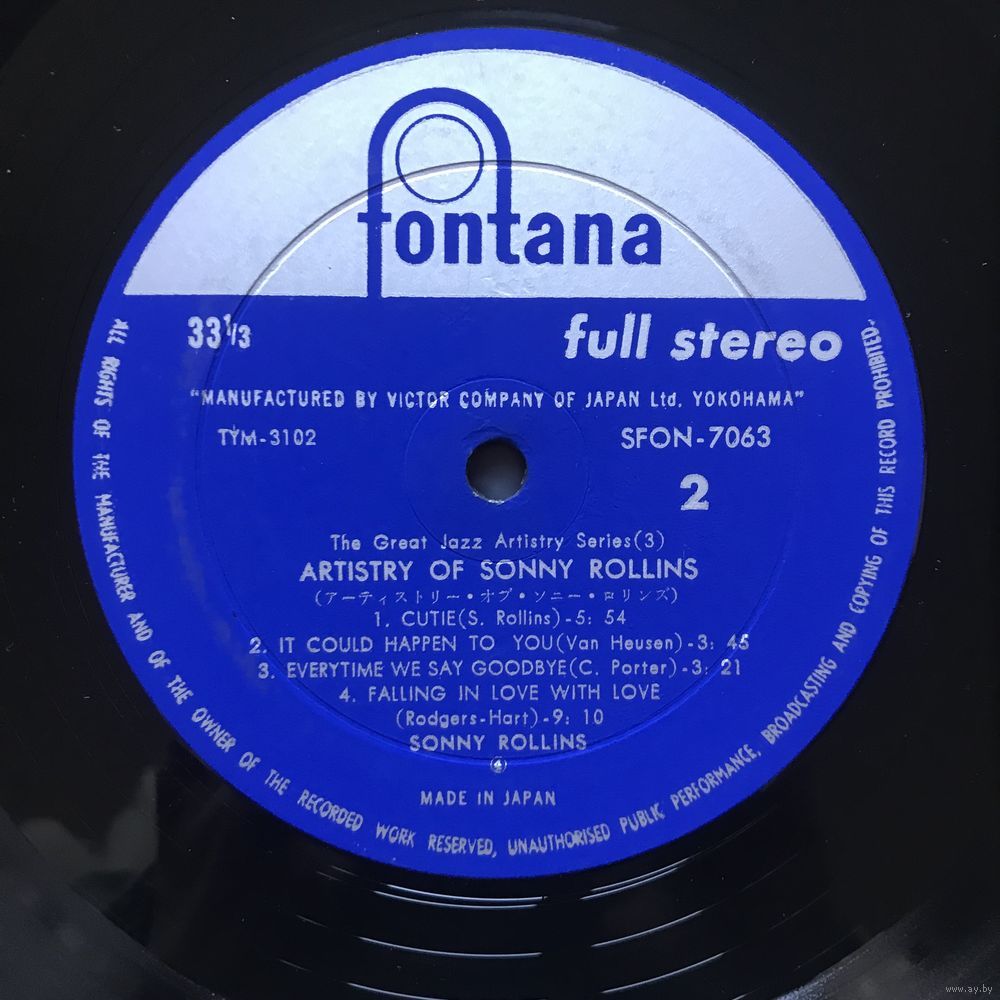 fontana
33 1/3
full stereo
"MANUFACTURED BY VICTOR COMPANY OF JAPAN Ltd. YOKOHAMA"
TYM-3102
SFON-7063
2
The Great Jazz Artistry Series(3)
ARTISTRY OF SONNY ROLLINS
(アーティストリー・オブ・ソニー・ロリンズ)
1. CUTIE(S. Rollins)-5: 54
2. IT COULD HAPPEN TO YOU(Van Heusen)-3: 45
3. EVERYTIME WE SAY GOODBYE(C. Porter)-3: 21
4. FALLING IN LOVE WITH LOVE
(Rodgers-Hart)-9: 10
SONNY ROLLINS
MADE IN JAPAN
ALL RIGHTS OF THE MANUFACTURER AND OF THE OWNER OF THE RECORDED WORK RESERVED, UNAUTHORISED PUBLIC PERFORMANCE, BROADCASTING AND COPYING OF THIS RECORD PROHIBITED.
www.ay.by